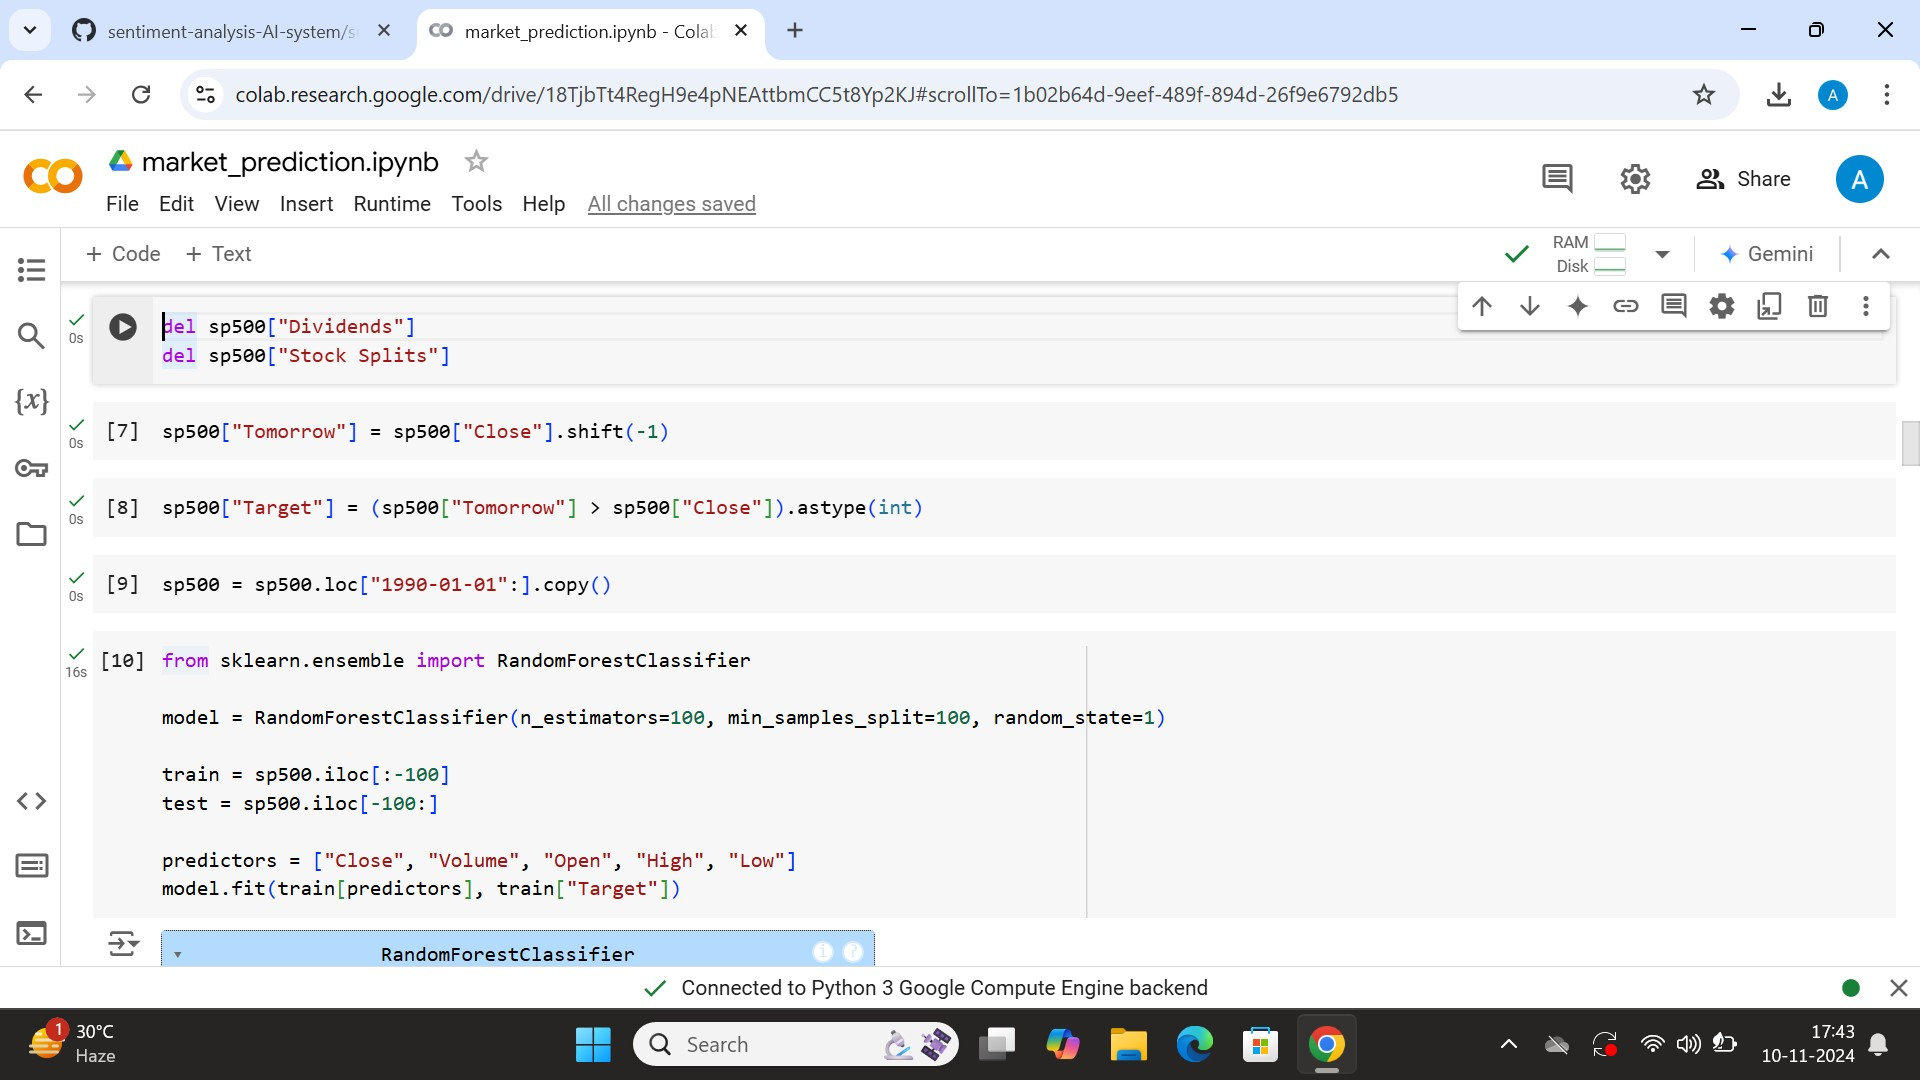 sentiment-analysis-AI-system/s
market_prediction.ipynb - Cola
colab.research.google.com/drive/18TjbTt4RegH9e4pNEAttbmCC5t8Yp2KJ#scrollTo=1b02b64d-9eef-489f-894d-26f9e6792db5
A
market_prediction.ipynb
File Edit View Insert Runtime Tools Help All changes saved
Share
A
+ Code + Text
RAM
Disk
Gemini
0s
del sp500["Dividends"]
del sp500["Stock Splits"]
0s
[7] sp500["Tomorrow"] = sp500["Close"].shift(-1)
0s
[8] sp500["Target"] = (sp500["Tomorrow"] > sp500["Close"]).astype(int)
0s
[9] sp500 = sp500.loc["1990-01-01":].copy()
16s
[10] from sklearn.ensemble import RandomForestClassifier
model = RandomForestClassifier(n_estimators=100, min_samples_split=100, random_state=1)
train = sp500.iloc[:-100]
test = sp500.iloc[-100:]
predictors = ["Close", "Volume", "Open", "High", "Low"]
model.fit(train[predictors], train["Target"])
RandomForestClassifier
Connected to Python 3 Google Compute Engine backend
1
30°C
Haze
Search
17:43
10-11-2024